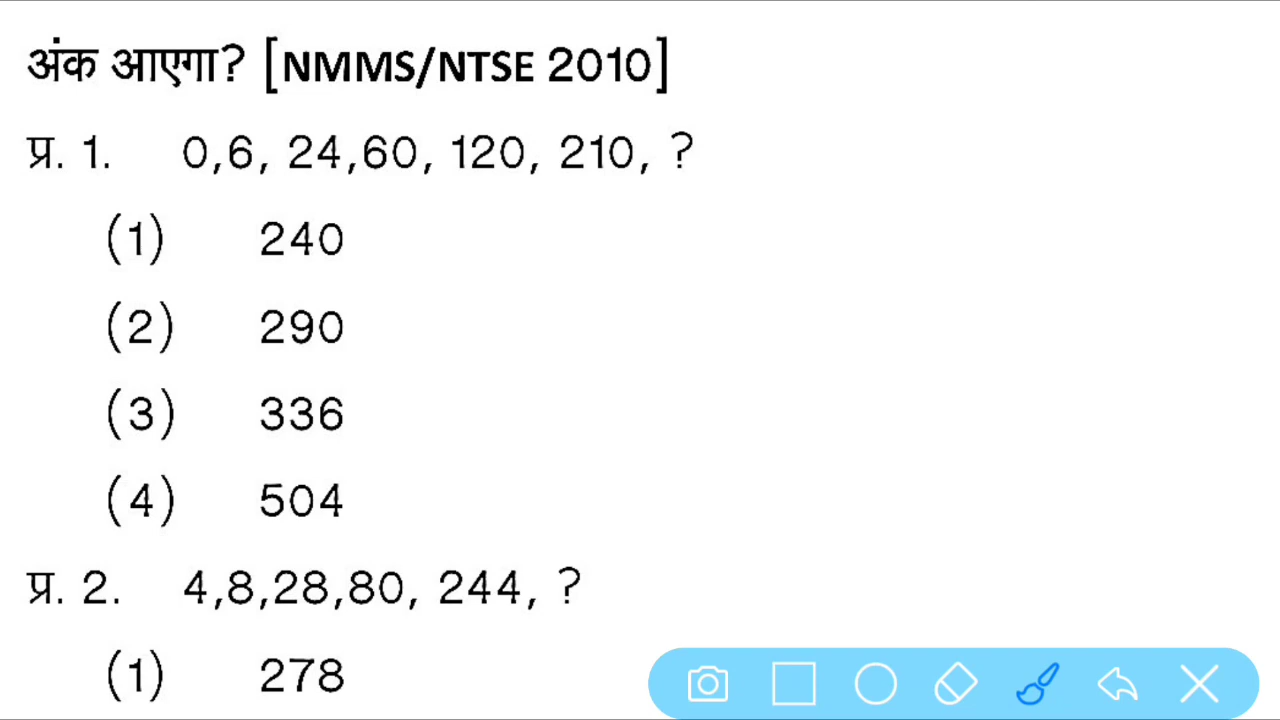 अंक आएगा? [NMMS/NTSE 2010]
प्र. 1. 0,6, 24,60, 120, 210, ?
(1) 240
(2) 290
(3) 336
(4) 504
प्र. 2. 4,8,28,80, 244, ?
(1) 278